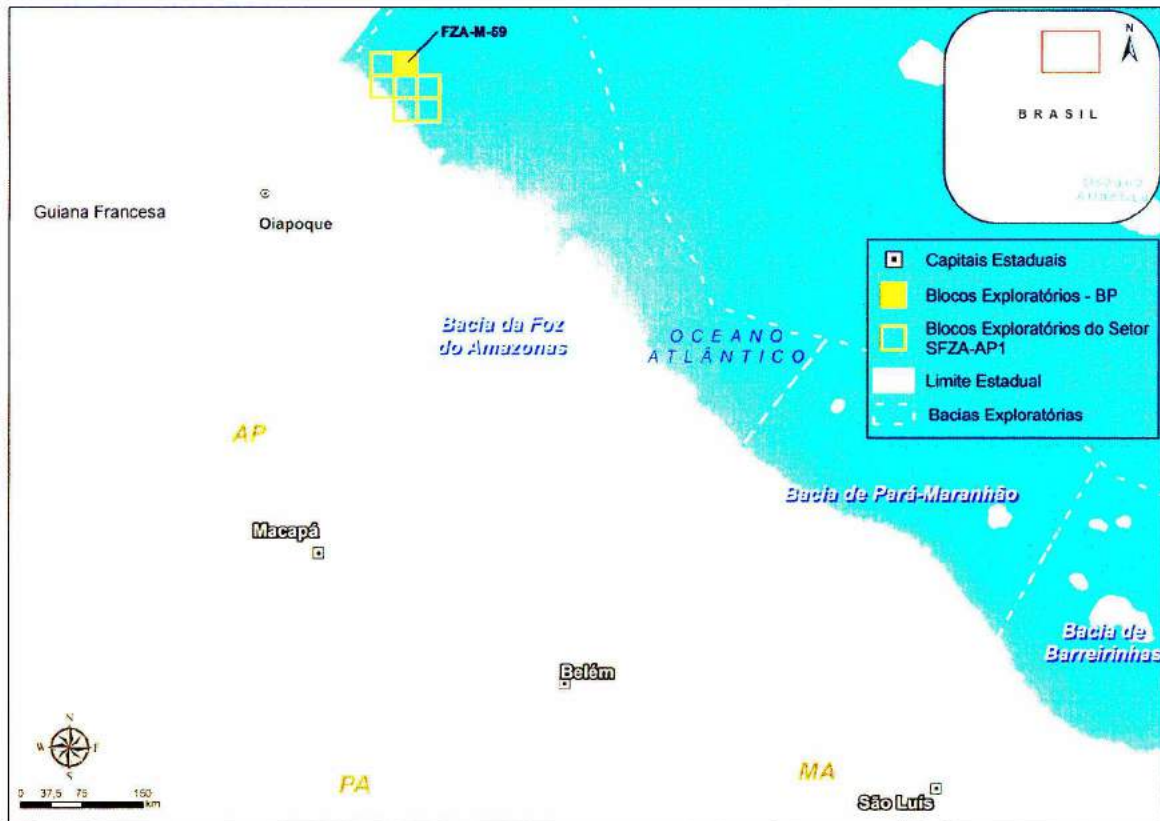 FZA-M-59
N
BRASIL
Guiana Francesa
Oiapoque
Capitais Estaduais
Blocos Exploratórios - BP
Blocos Exploratórios do Setor
SFZA-AP1
Limite Estadual
Bacias Exploratórias
Bacia da Foz
do Amazonas
OCEANO
ATLÂNTICO
AP
Bacia de Pará-Maranhão
Macapá
Bacia de
Barreirinhas
Belém
N
W
E
S
0 37,5 75 150
km
PA
MA
São Luís